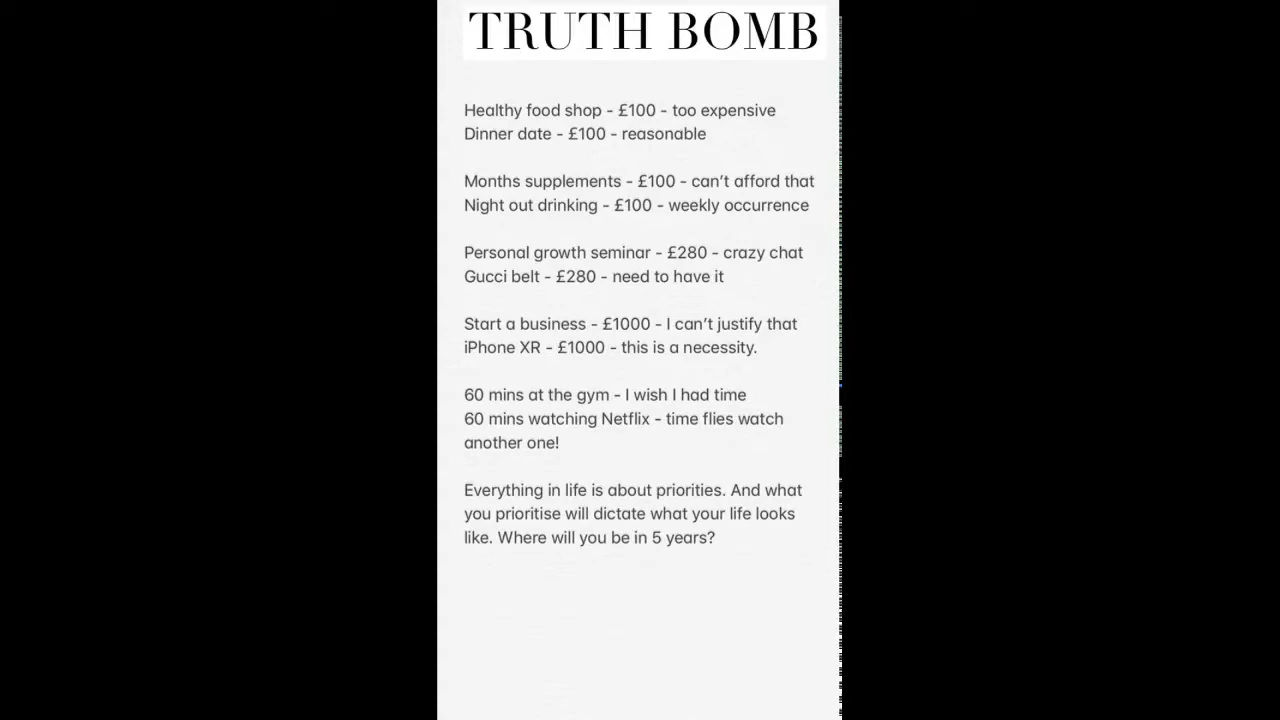 TRUTH BOMB
Healthy food shop - £100 - too expensive
Dinner date - £100 - reasonable
Months supplements - £100 - can’t afford that
Night out drinking - £100 - weekly occurrence
Personal growth seminar - £280 - crazy chat
Gucci belt - £280 - need to have it
Start a business - £1000 - I can’t justify that
iPhone XR - £1000 - this is a necessity.
60 mins at the gym - I wish I had time
60 mins watching Netflix - time flies watch
another one!
Everything in life is about priorities. And what
you prioritise will dictate what your life looks
like. Where will you be in 5 years?